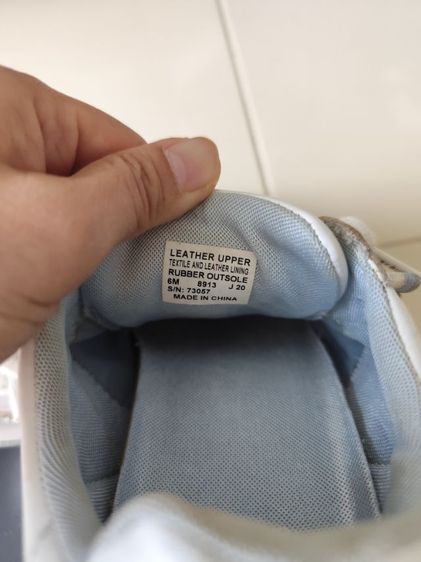 LEATHER UPPER
TEXTILE AND LEATHER LINING
RUBBER OUTSOLE
6M 8913 J 20
S/N: 73057
MADE IN CHINA